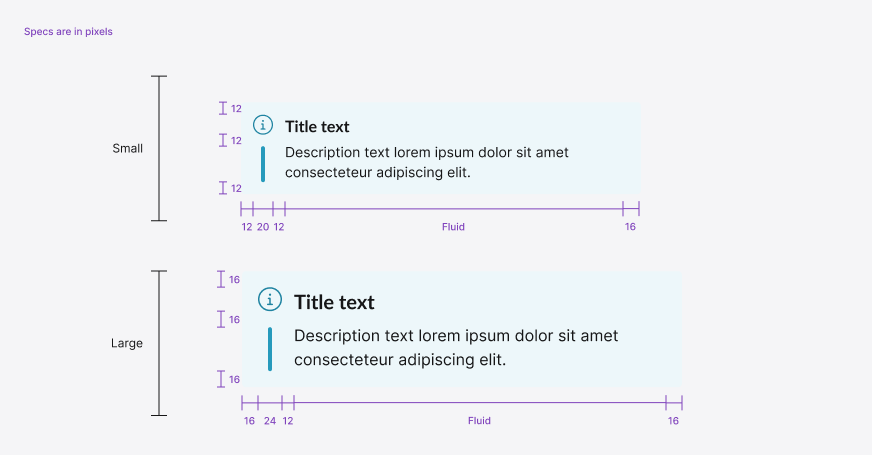 Specs are in pixels
Small
12
Title text
12
Description text lorem ipsum dolor sit amet
consecteteur adipiscing elit.
12
12 20 12 Fluid 16
Large
16
Title text
16
Description text lorem ipsum dolor sit amet
consecteteur adipiscing elit.
16
16 24 12 Fluid 16